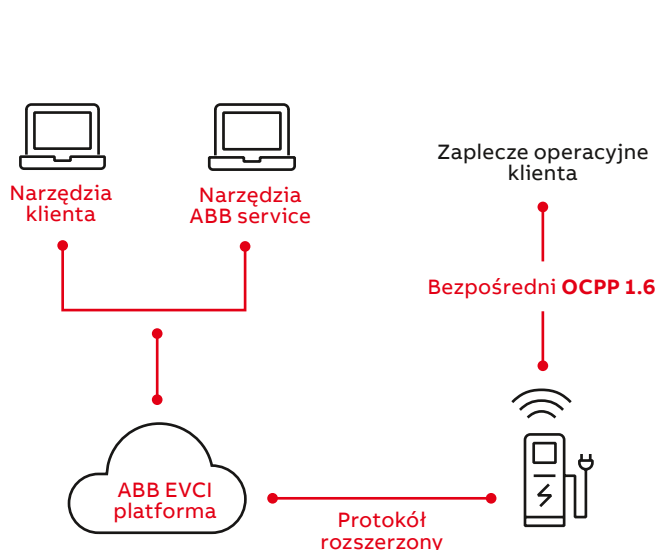 Narzędzia
klienta
Narzędzia
ABB service
Zaplecze operacyjne
klienta
Bezpośredni OCPP 1.6
ABB EVCI
platforma
Protokół
rozszerzony